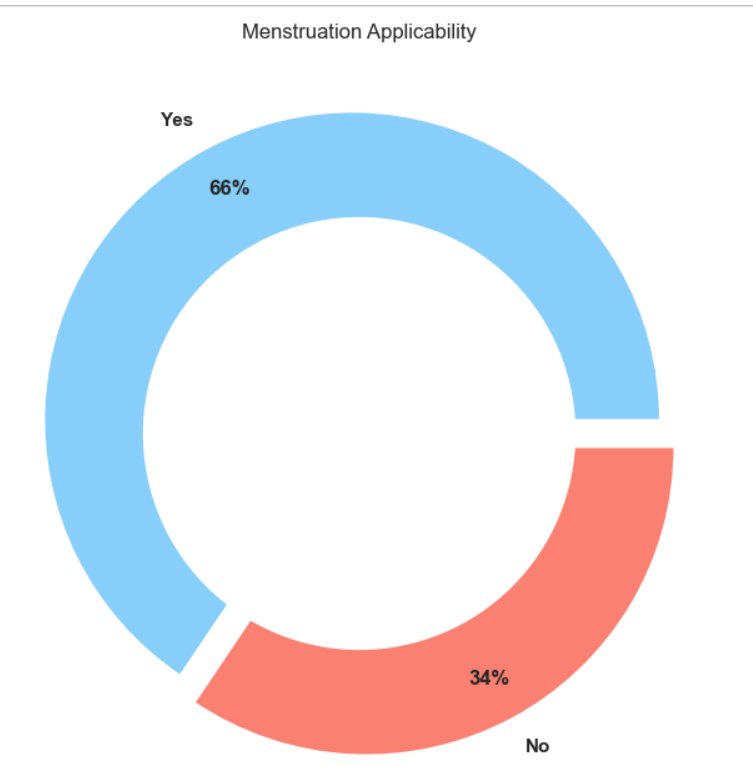 Menstruation Applicability
Yes
66%
34%
No